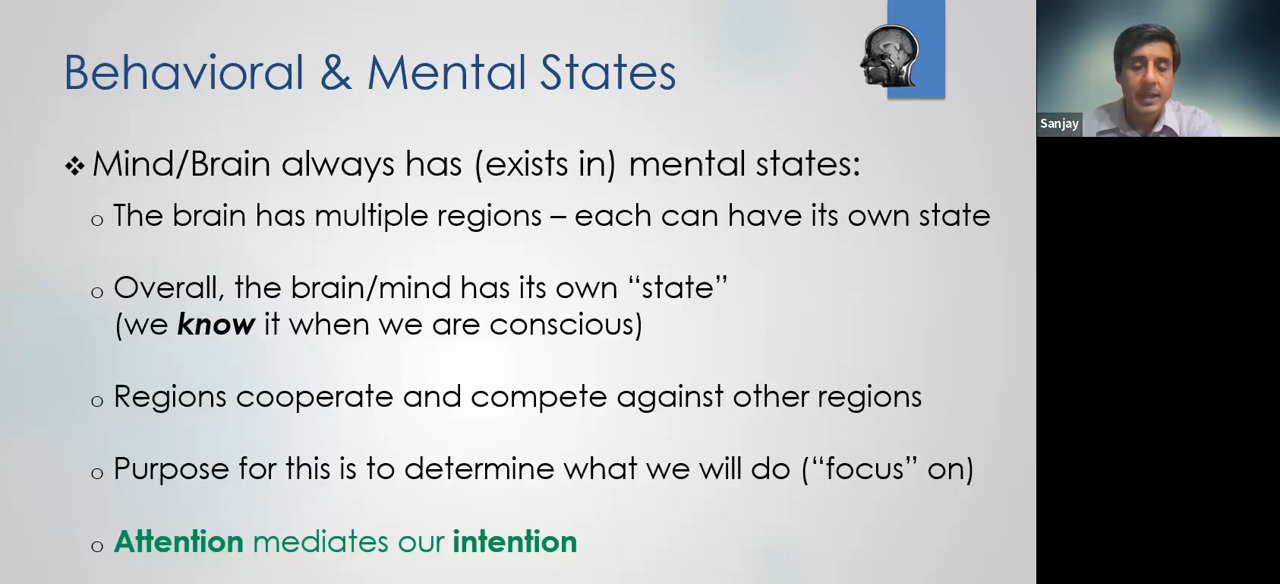 Behavioral & Mental States
❖ Mind/Brain always has (exists in) mental states:
o The brain has multiple regions – each can have its own state
o Overall, the brain/mind has its own “state”
(we know it when we are conscious)
o Regions cooperate and compete against other regions
o Purpose for this is to determine what we will do (“focus” on)
o Attention mediates our intention
Sanjay